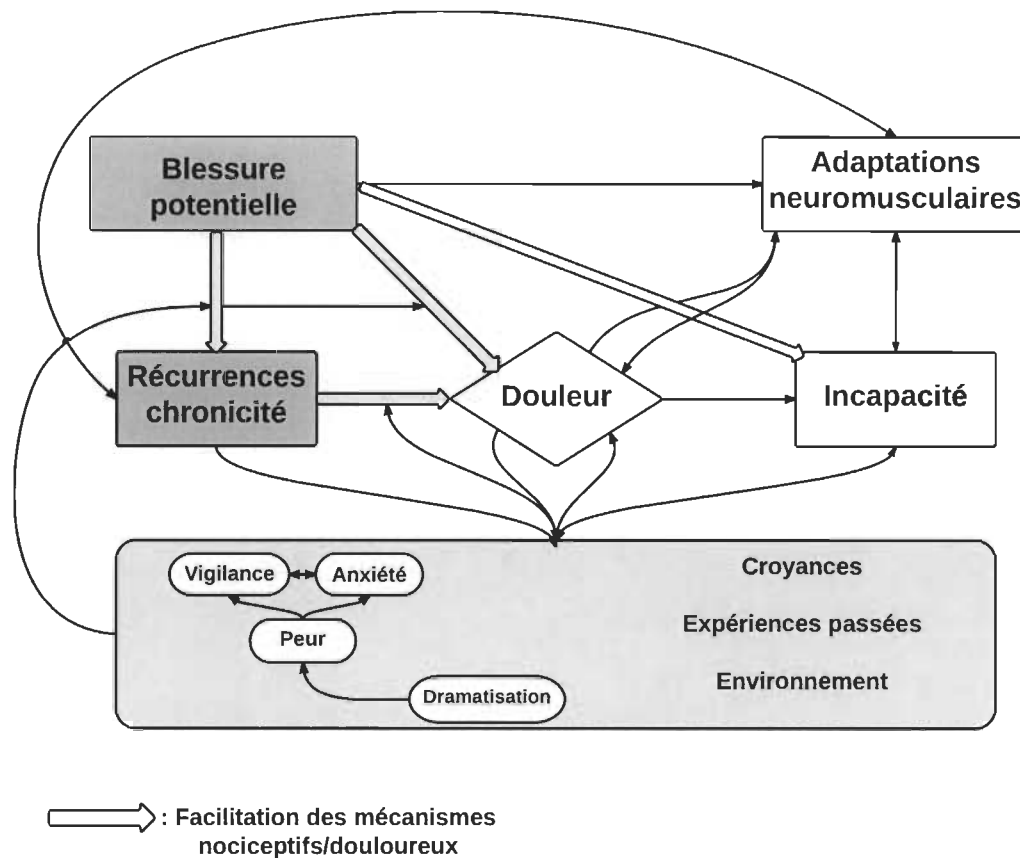 Blessure
potentielle
Adaptations
neuromusculaires
Récurrences
chronicité
Douleur
Incapacité
Vigilance
Anxiété
Peur
Dramatisation
Croyances
Expériences passées
Environnement
: Facilitation des mécanismes
nociceptifs/douloureux